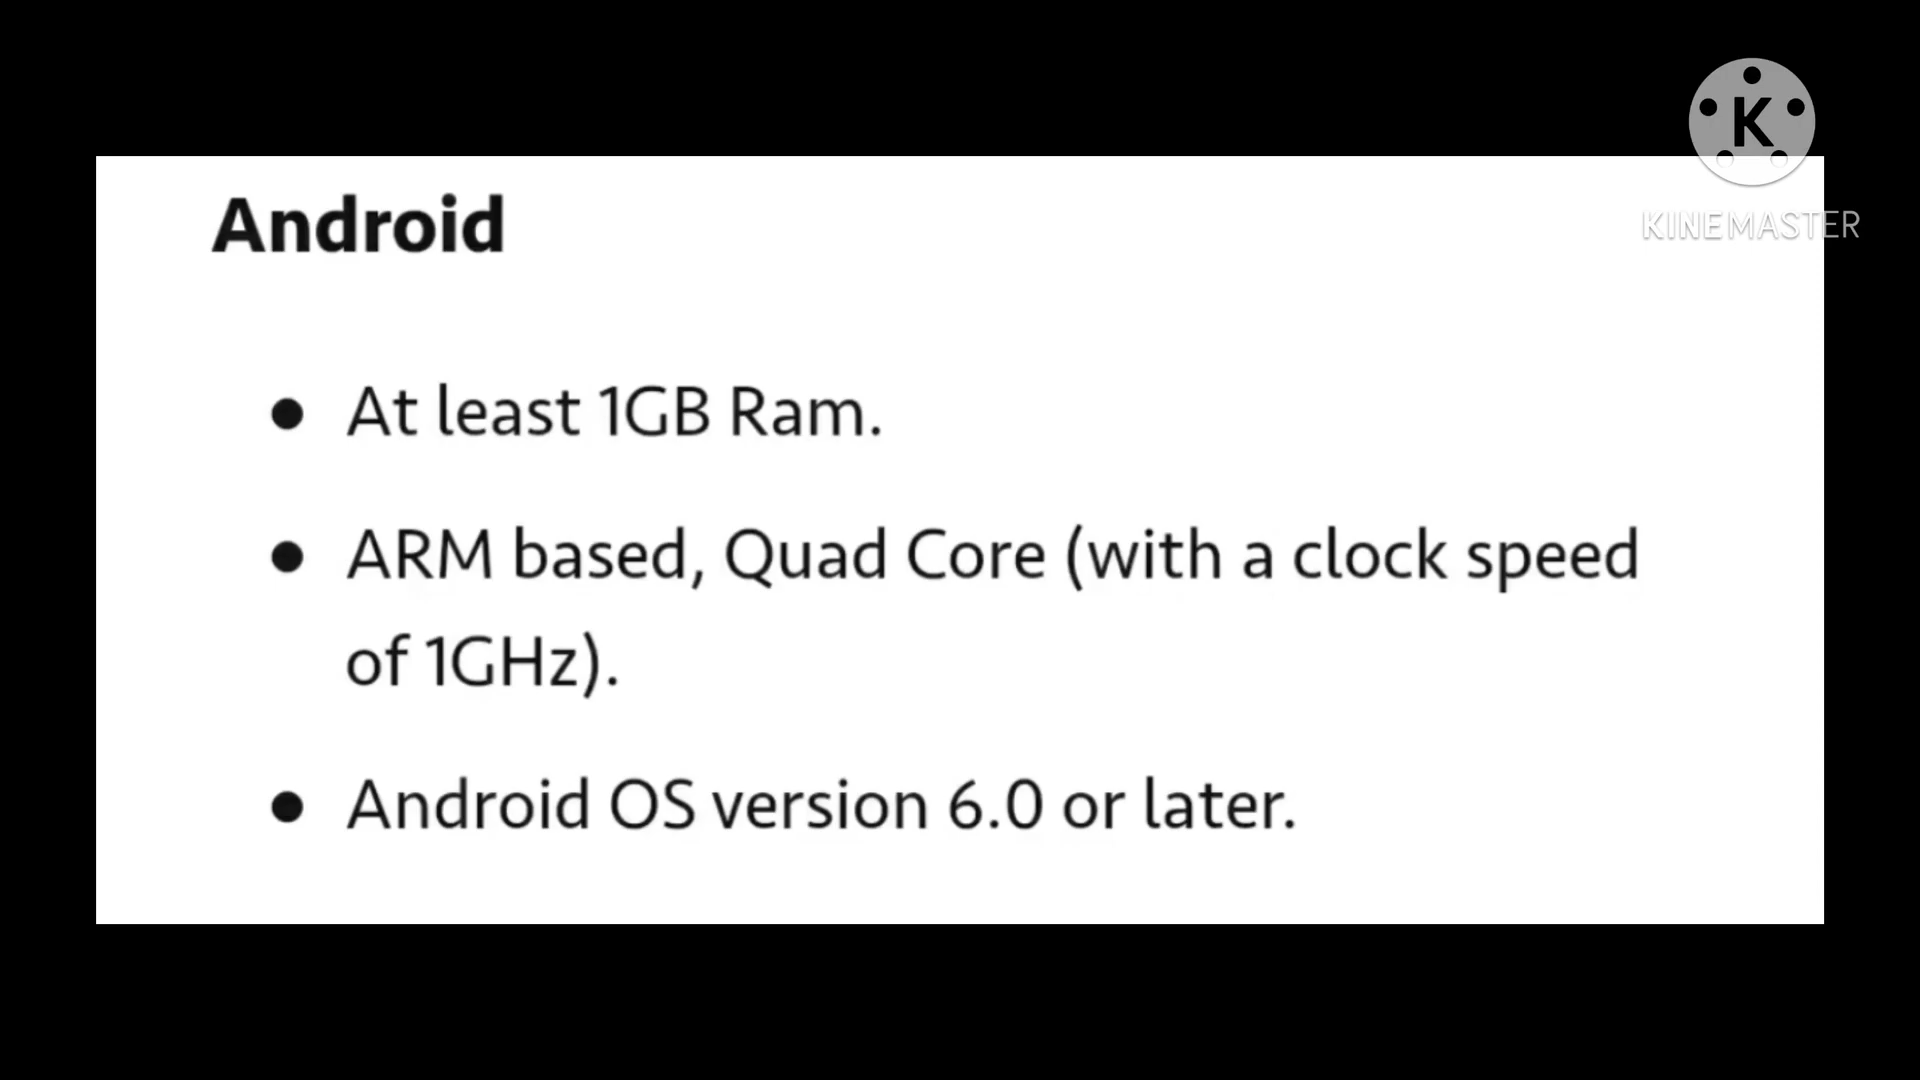 K
KINEMASTER
Android
● At least 1GB Ram.
● ARM based, Quad Core (with a clock speed
of 1GHz).
● Android OS version 6.0 or later.